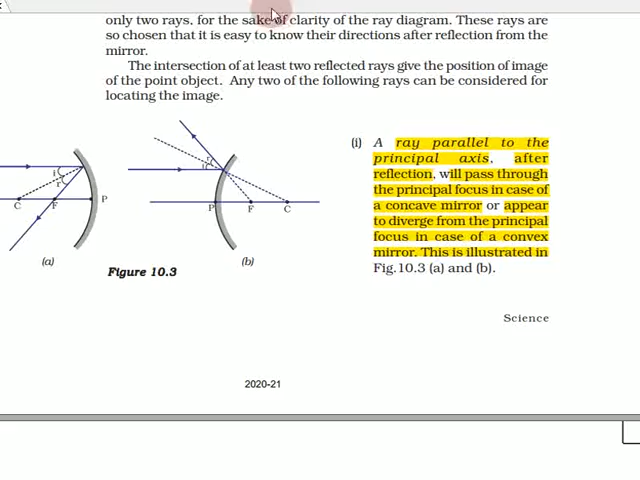 only two rays, for the sake of clarity of the ray diagram. These rays are
so chosen that it is easy to know their directions after reflection from the
mirror.
The intersection of at least two reflected rays give the position of image
of the point object. Any two of the following rays can be considered for
locating the image.
i
r
C
F
P
(a)
r
i
P
F
C
(b)
Figure 10.3
(i) A ray parallel to the
principal axis, after
reflection, will pass through
the principal focus in case of
a concave mirror or appear
to diverge from the principal
focus in case of a convex
mirror. This is illustrated in
Fig.10.3 (a) and (b).
Science
2020-21